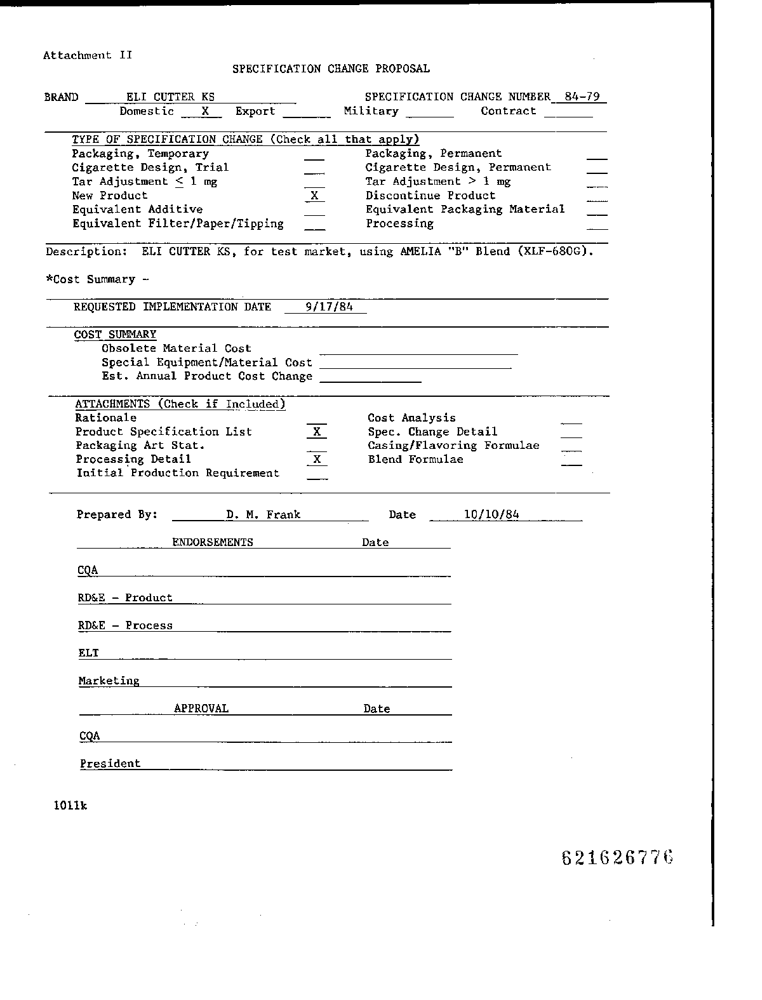 Attachment II
SPECIFICATION CHANGE PROPOSAL
BRAND ELI CUTTER KS SPECIFICATION CHANGE NUMBER 84-79
Domestic X Export Military Contract
TYPE OF SPECIFICATION CHANGE (Check all that apply)
Packaging, Temporary Packaging, Permanent
Cigarette Design, Trial Cigarette Design, Permanent
Tar Adjustment ≤ 1 mg Tar Adjustment > 1 mg
New Product X Discontinue Product
Equivalent Additive Equivalent Packaging Material
Equivalent Filter/Paper/Tipping Processing
Description: ELI CUTTER KS, for test market, using AMELIA "B" Blend (XLF-680G).
*Cost Summary -
REQUESTED IMPLEMENTATION DATE 9/17/84
COST SUMMARY
Obsolete Material Cost
Special Equipment/Material Cost
Est. Annual Product Cost Change
ATTACHMENTS (Check if Included)
Rationale Cost Analysis
Product Specification List X Spec. Change Detail
Packaging Art Stat. Casing/Flavoring Formulae
Processing Detail X Blend Formulae
Initial Production Requirement
Prepared By: D. M. Frank Date 10/10/84
ENDORSEMENTS Date
CQA
RD&E - Product
RD&E - Process
ELT
Marketing
APPROVAL Date
CQA
President
1011k
621626776